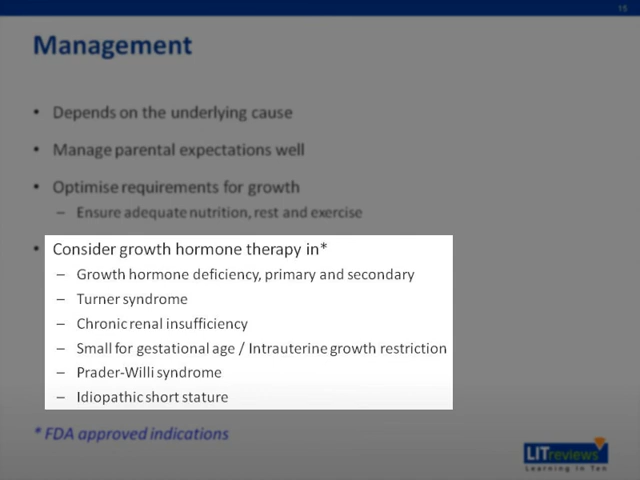 15
Management
• Depends on the underlying cause
• Manage parental expectations well
• Optimise requirements for growth
– Ensure adequate nutrition, rest and exercise
• Consider growth hormone therapy in*
– Growth hormone deficiency, primary and secondary
– Turner syndrome
– Chronic renal insufficiency
– Small for gestational age / Intrauterine growth restriction
– Prader-Willi syndrome
– Idiopathic short stature
* FDA approved indications
LITreviews
Learning in Ten